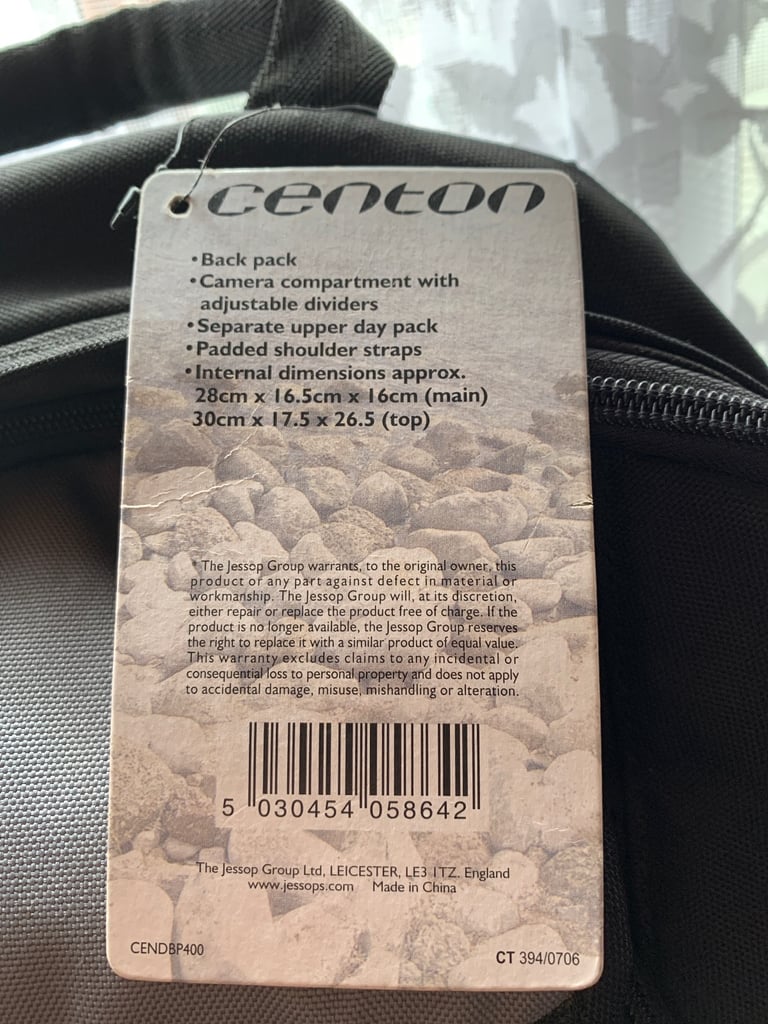 centon
•Back pack
•Camera compartment with
adjustable dividers
•Separate upper day pack
•Padded shoulder straps
•Internal dimensions approx.
28cm x 16.5cm x 16cm (main)
30cm x 17.5 x 26.5 (top)
* The Jessop Group warrants, to the original owner, this
product or any part against defect in material or
workmanship. The Jessop Group will, at its discretion,
either repair or replace the product free of charge. If the
product is no longer available, the Jessop Group reserves
the right to replace it with a similar product of equal value.
This warranty excludes claims to any incidental or
consequential loss to personal property and does not apply
to accidental damage, misuse, mishandling or alteration.
5 030454 058642
The Jessop Group Ltd, LEICESTER, LE3 1TZ. England
www.jessops.com Made in China
CENDBP400
CT 394/0706